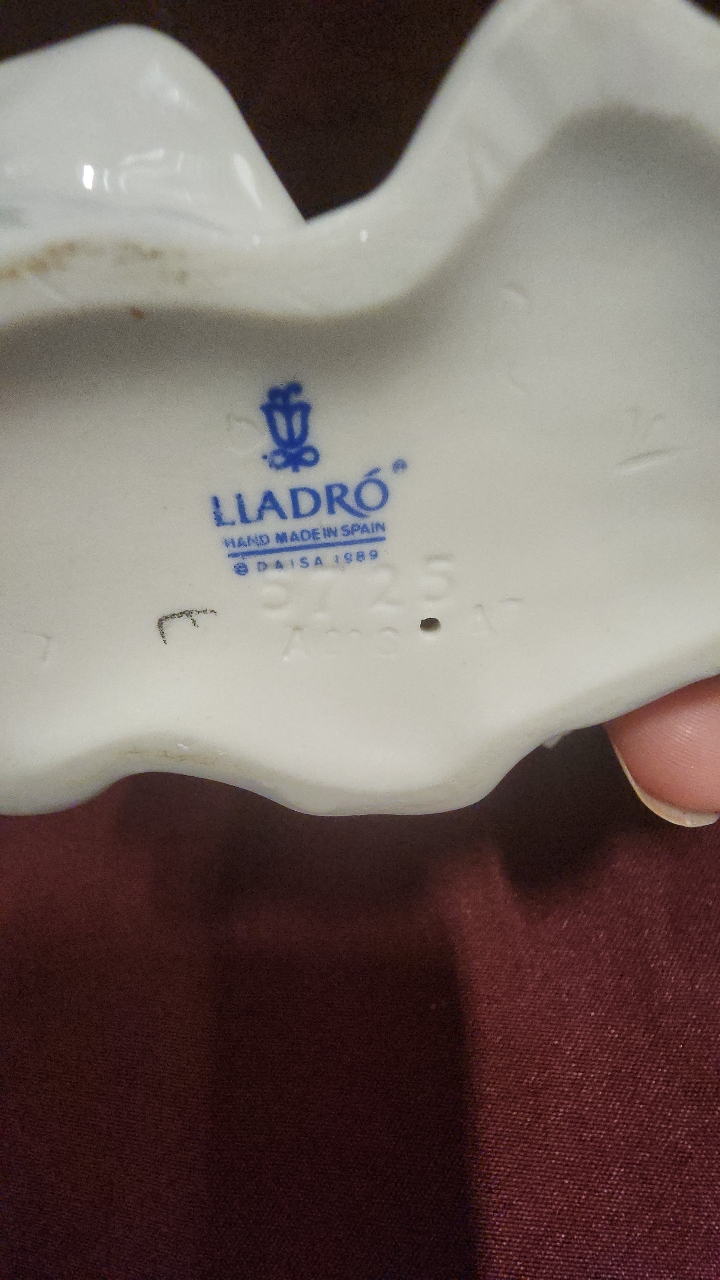 LLADRÓ®
HAND MADE IN SPAIN
© DAISA 1989
5725